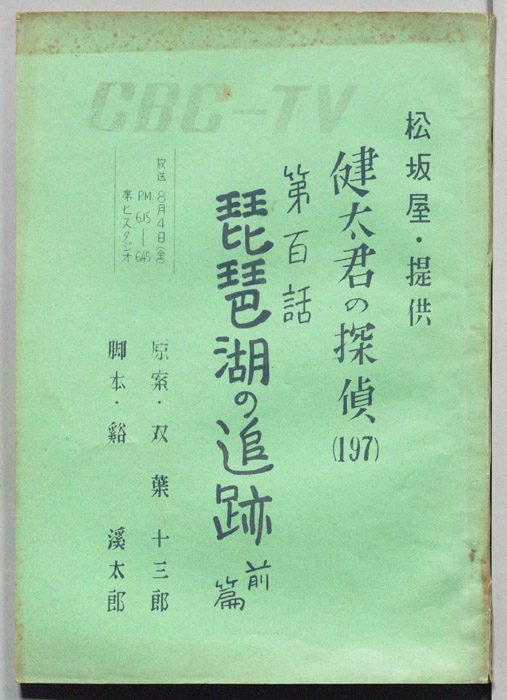 CBC-TV
松坂屋・提供
健太君の探偵(197)
第百話
琵琶湖の追跡 前篇
放送 8月4日(金)
PM 6.15 — 6.45
第七スタジオ
原案・双葉十三郎
脚本・谿 溪太郎